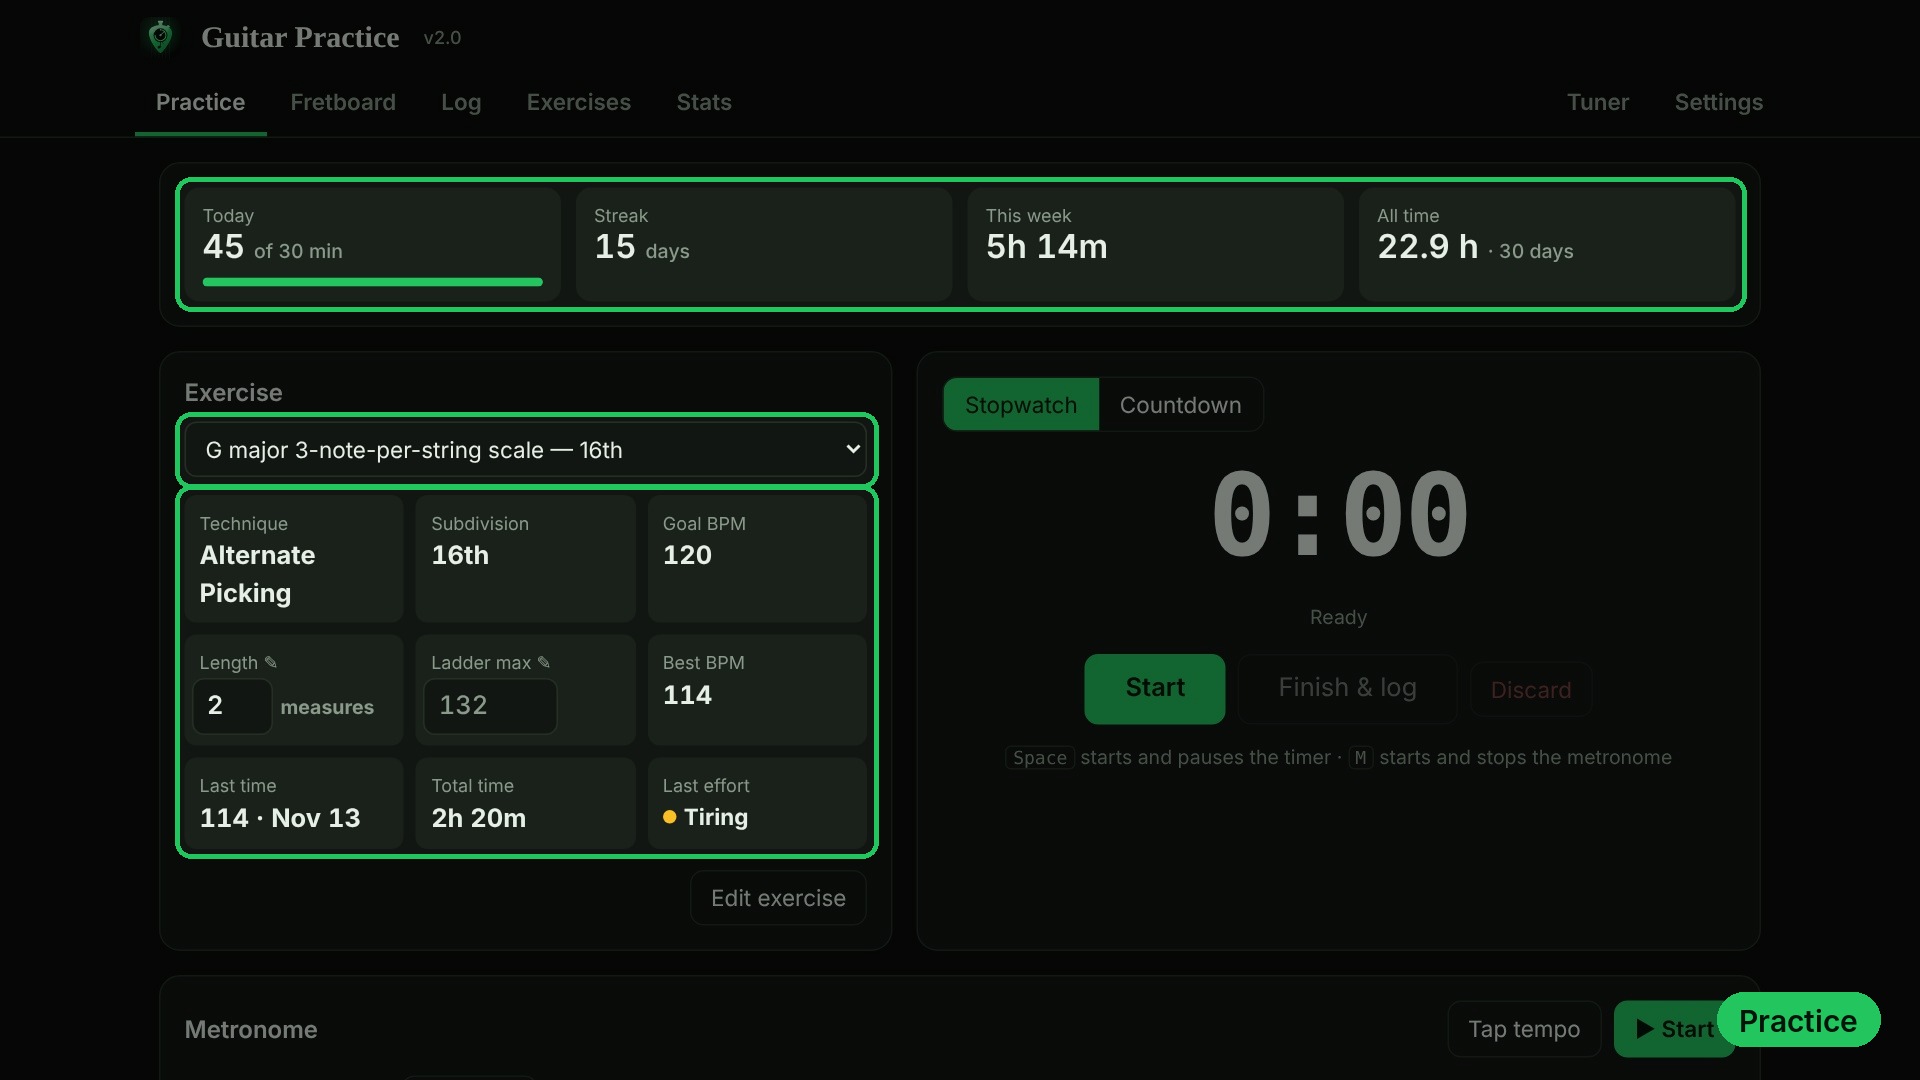 Guitar Practice v2.0
Practice Fretboard Log Exercises Stats Tuner Settings
Today
45 of 30 min
Streak
15 days
This week
5h 14m
All time
22.9 h · 30 days
Exercise
G major 3-note-per-string scale — 16th
Technique
Alternate
Picking
Subdivision
16th
Goal BPM
120
Length ✎
2 measures
Ladder max ✎
132
Best BPM
114
Last time
114 · Nov 13
Total time
2h 20m
Last effort
Tiring
Edit exercise
Stopwatch Countdown
0:00
Ready
Start Finish & log Discard
Space starts and pauses the timer · M starts and stops the metronome
Metronome
Tap tempo
▶ Start
Practice